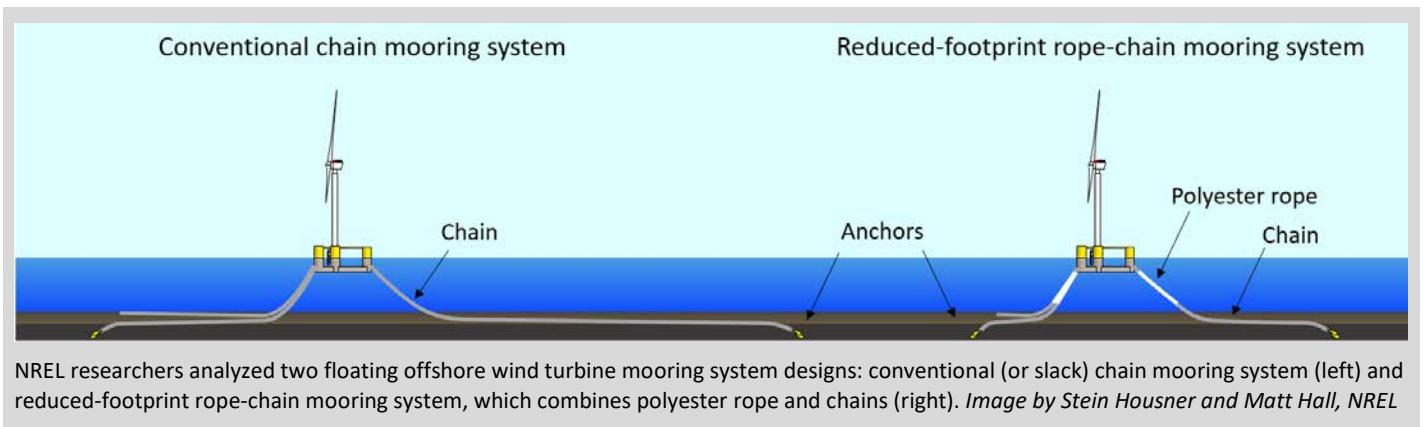 Conventional chain mooring system
Reduced-footprint rope-chain mooring system
Polyester rope
Chain
Anchors
Chain
NREL researchers analyzed two floating offshore wind turbine mooring system designs: conventional (or slack) chain mooring system (left) and
reduced-footprint rope-chain mooring system, which combines polyester rope and chains (right). Image by Stein Housner and Matt Hall, NREL